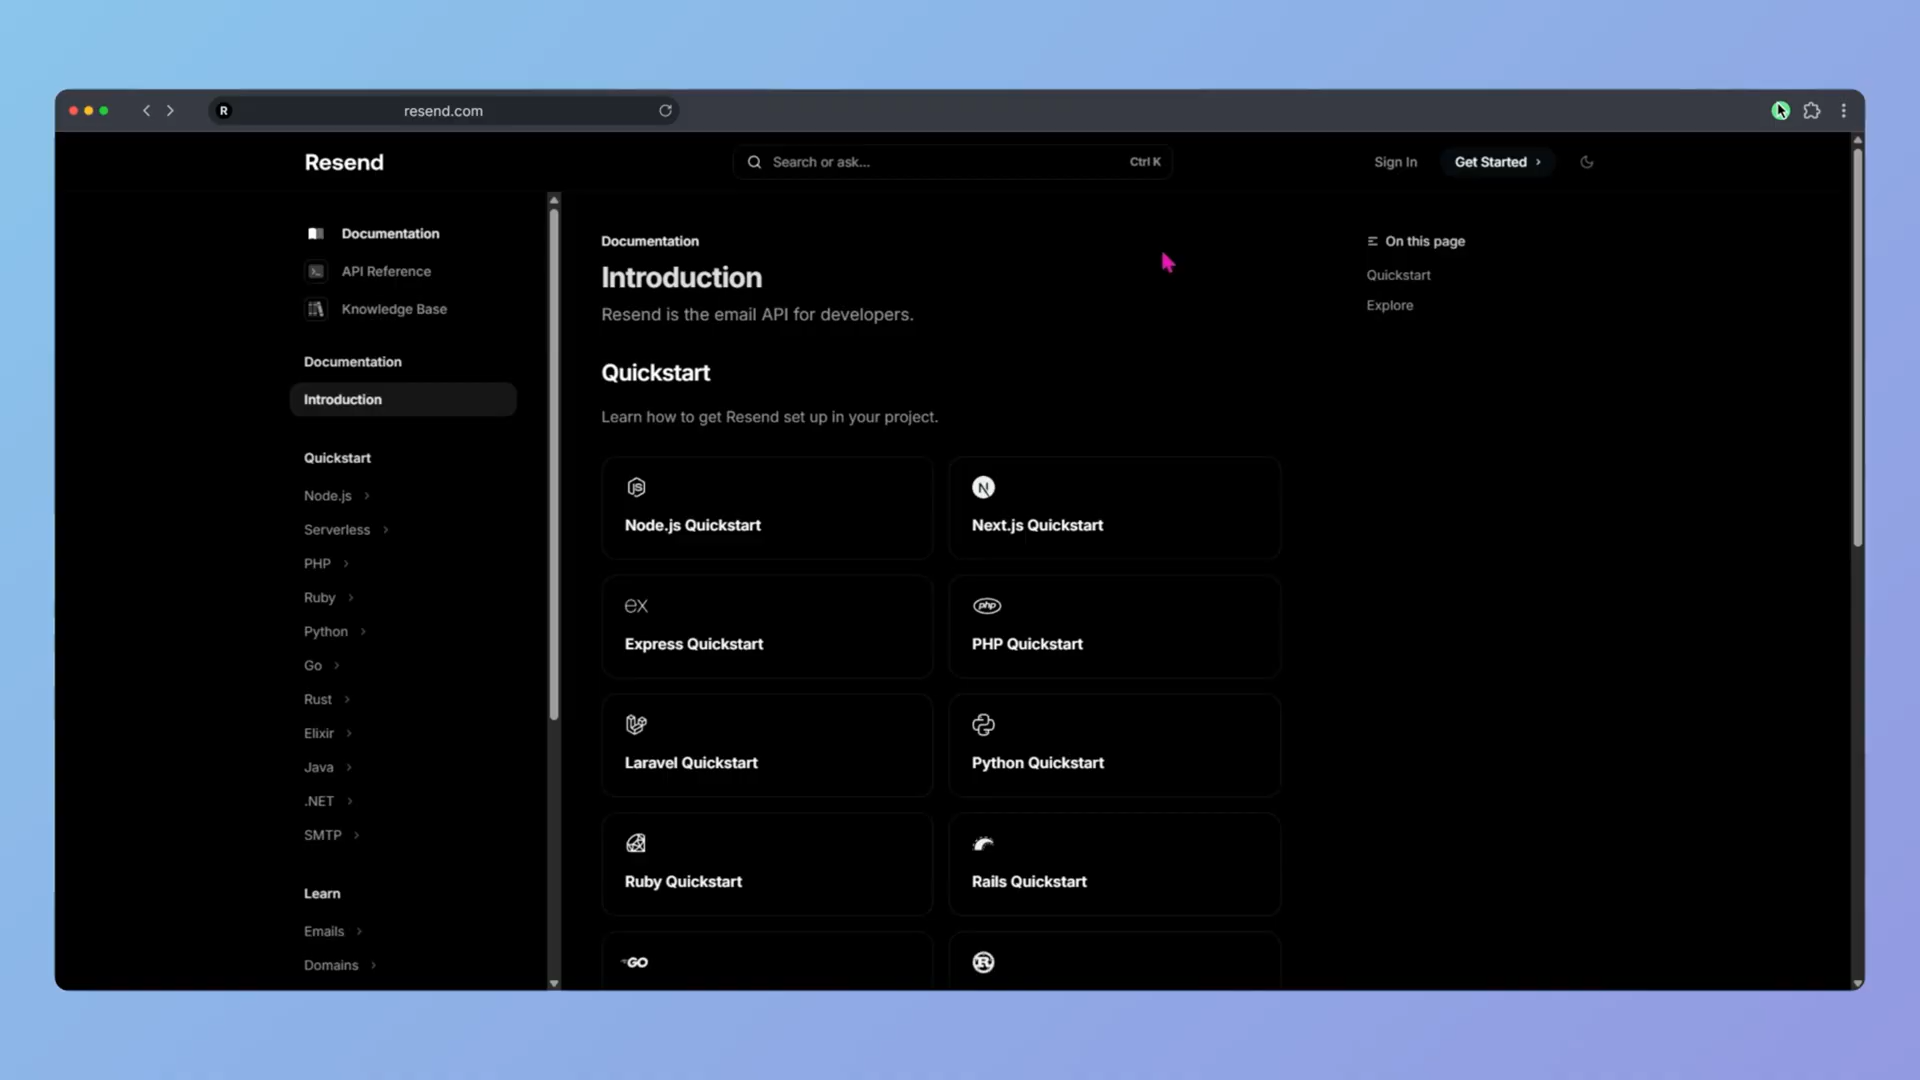 R
resend.com
Resend
Search or ask...
Ctrl K
Sign In
Get Started
Documentation
API Reference
Knowledge Base
Documentation
Introduction
Quickstart
Node.js
Serverless
PHP
Ruby
Python
Go
Rust
Elixir
Java
.NET
SMTP
Learn
Emails
Domains
Documentation
Introduction
Resend is the email API for developers.
Quickstart
Learn how to get Resend set up in your project.
JS
Node.js Quickstart
N
Next.js Quickstart
ex
Express Quickstart
php
PHP Quickstart
Laravel Quickstart
Python Quickstart
Ruby Quickstart
Rails Quickstart
GO
R
On this page
Quickstart
Explore